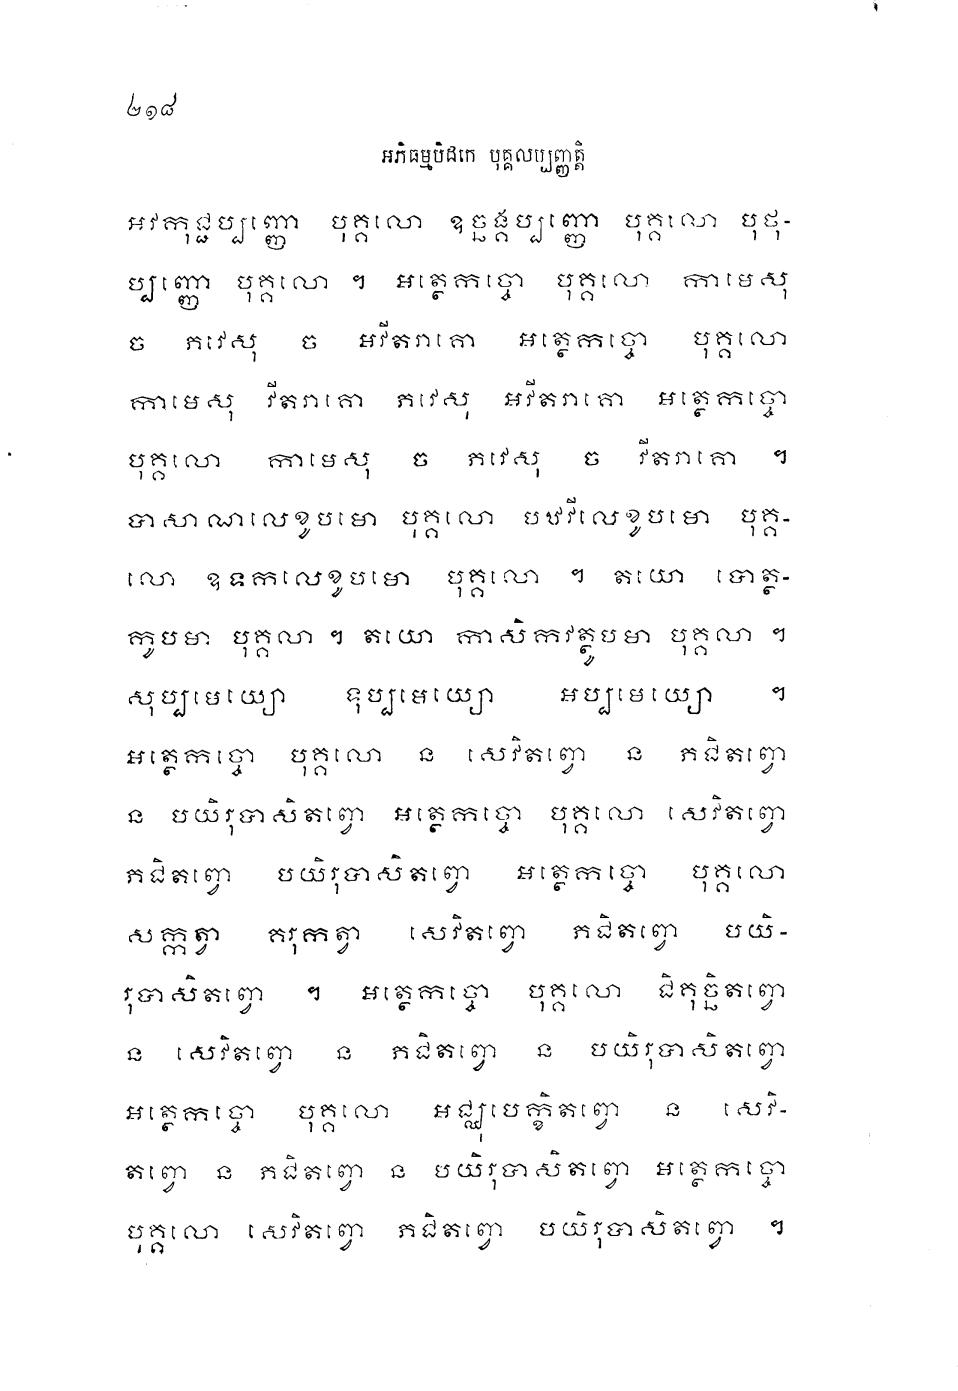 ២១៨
អភិធម្មបិដកេ បុគ្គលប្បញ្ញត្តិ
អវកុជ្ជប្បញ្ញោ បុគ្គលោ ឧច្ឆង្គប្បញ្ញោ បុគ្គលោ បុថុ-
ប្បញ្ញោ បុគ្គលោ ។ អត្ថេកច្ចោ បុគ្គលោ កាមេសុ
ច ភវេសុ ច អវីតរាគោ អត្ថេកច្ចោ បុគ្គលោ
កាមេសុ វីតរាគោ ភវេសុ អវីតរាគោ អត្ថេកច្ចោ
បុគ្គលោ កាមេសុ ច ភវេសុ ច វីតរាគោ ។
បាសាណលេខូបមោ បុគ្គលោ បឋវីលេខូបមោ បុគ្គ-
លោ ឧទកលេខូបមោ បុគ្គលោ ។ តយោ បោត្ថ-
កូបមា បុគ្គលា ។ តយោ កាសិកវត្ថូបមា បុគ្គលា ។
សុប្បមេយ្យោ ទុប្បមេយ្យោ អប្បមេយ្យោ ។
អត្ថេកច្ចោ បុគ្គលោ ន សេវិតព្វោ ន ភជិតព្វោ
ន បយិរុបាសិតព្វោ អត្ថេកច្ចោ បុគ្គលោ សេវិតព្វោ
ភជិតព្វោ បយិរុបាសិតព្វោ អត្ថេកច្ចោ បុគ្គលោ
សក្កត្វា គរុកត្វា សេវិតព្វោ ភជិតព្វោ បយិ-
រុបាសិតព្វោ ។ អត្ថេកច្ចោ បុគ្គលោ ជិគុច្ឆិតព្វោ
ន សេវិតព្វោ ន ភជិតព្វោ ន បយិរុបាសិតព្វោ
អត្ថេកច្ចោ បុគ្គលោ អជ្ឈុបេក្ខិតព្វោ ន សេវិ-
តព្វោ ន ភជិតព្វោ ន បយិរុបាសិតព្វោ អត្ថេកច្ចោ
បុគ្គលោ សេវិតព្វោ ភជិតព្វោ បយិរុបាសិតព្វោ ។